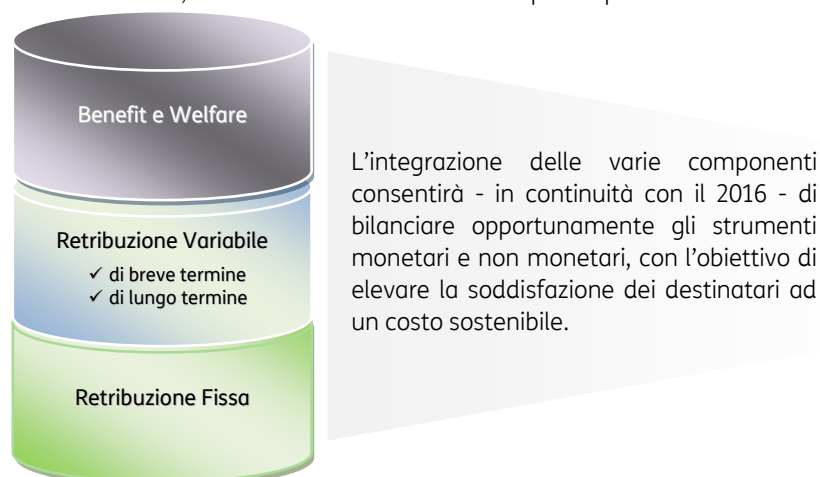 Benefit e Welfare
Retribuzione Variabile
✓ di breve termine
✓ di lungo termine
Retribuzione Fissa
L'integrazione delle varie componenti
consentirà - in continuità con il 2016 - di
bilanciare opportunamente gli strumenti
monetari e non monetari, con l'obiettivo di
elevare la soddisfazione dei destinatari ad
un costo sostenibile.